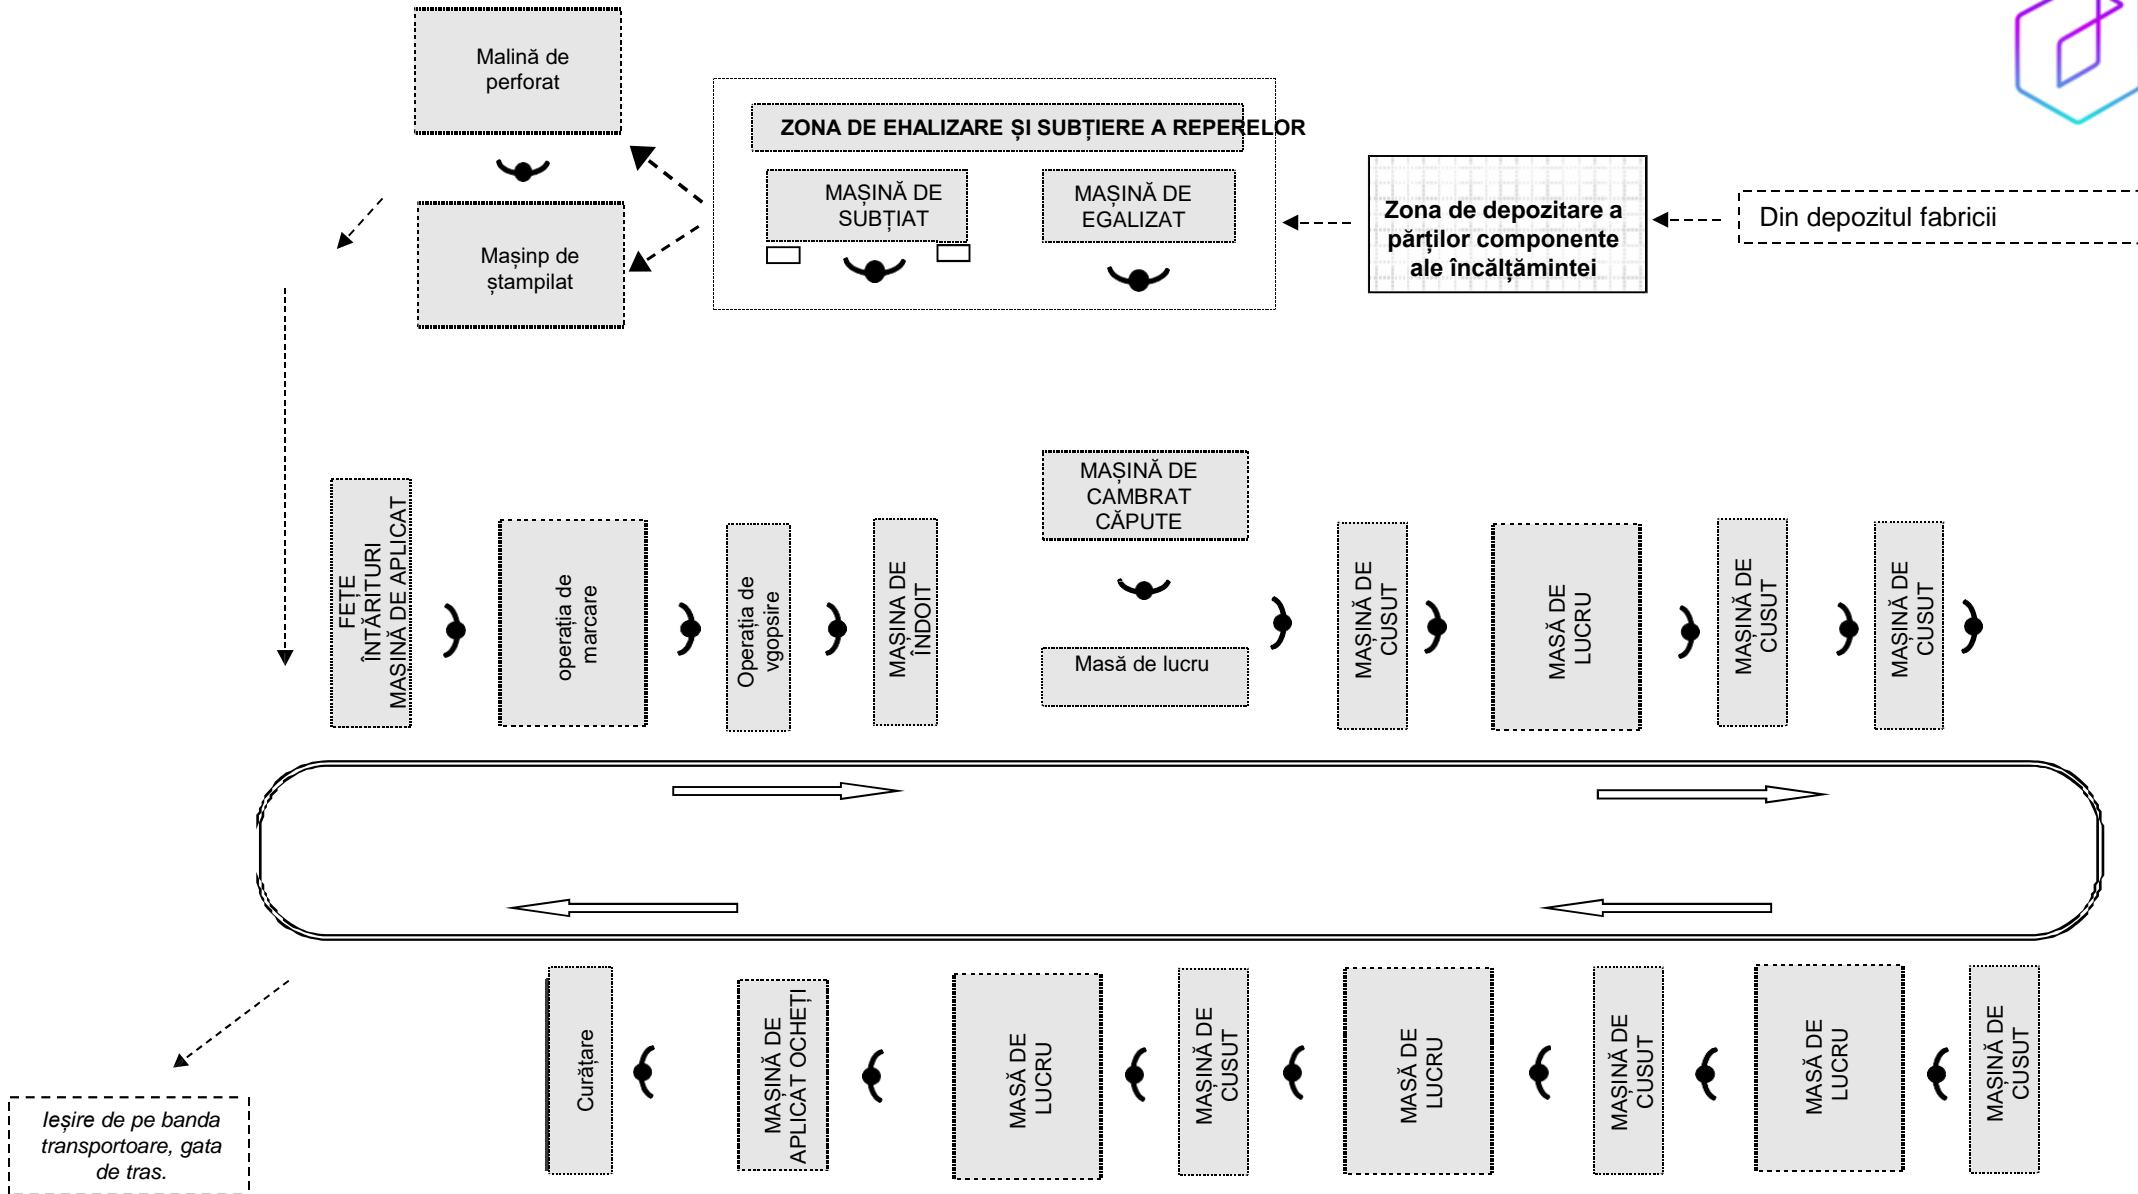 Malină de
perforat
ZONA DE EHALIZARE ȘI SUBȚIERE A REPERELOR
MAȘINĂ DE
SUBȚIAT
MAȘINĂ DE
EGALIZAT
Zona de depozitare a
părților componente
ale încălțămintei
Din depozitul fabricii
Mașinp de
ștampilat
FEȚE
ÎNTĂRITURI
MAȘINĂ DE APLICAT
operația de
marcare
Operația de
vgopsire
MAȘINA DE
ÎNDOIT
MAȘINĂ DE
CAMBRAT
CĂPUTE
Masă de lucru
MAȘINĂ DE
CUSUT
MASĂ DE
LUCRU
MAȘINĂ DE
CUSUT
MAȘINĂ DE
CUSUT
Curățare
MAȘINĂ DE
APLICAT OCHEȚI
MASĂ DE
LUCRU
MAȘINĂ DE
CUSUT
MASĂ DE
LUCRU
MAȘINĂ DE
CUSUT
MASĂ DE
LUCRU
MAȘINĂ DE
CUSUT
Ieșire de pe banda
transportoare, gata
de tras.